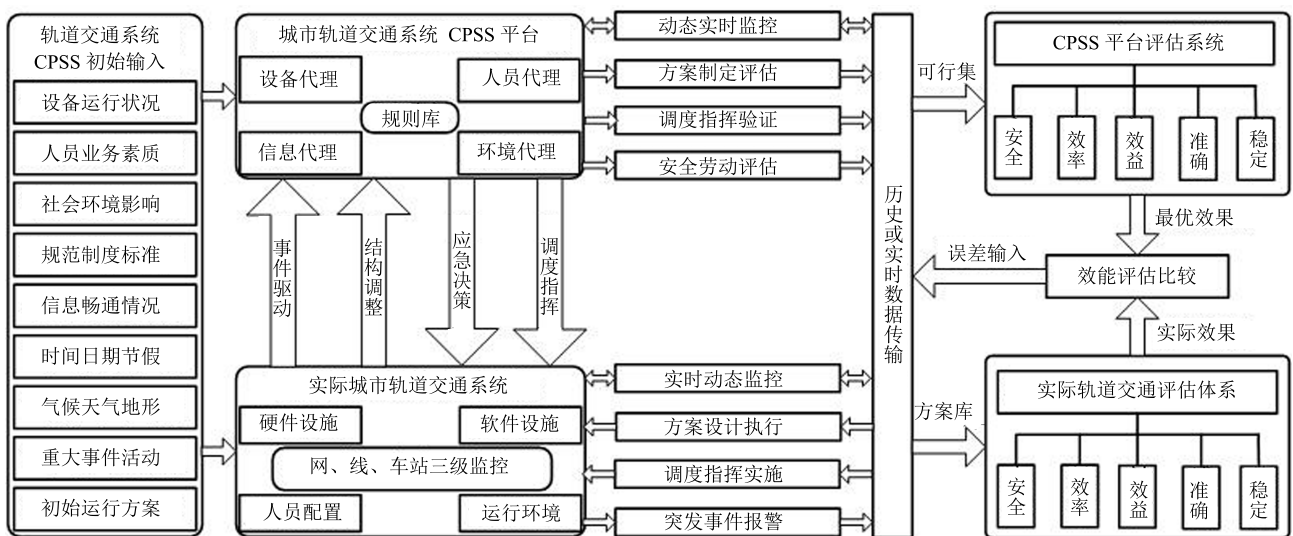 轨道交通系统
CPSS 初始输入
设备运行状况
人员业务素质
社会环境影响
规范制度标准
信息畅通情况
时间日期节假
气候天气地形
重大事件活动
初始运行方案
城市轨道交通系统 CPSS 平台
设备代理
人员代理
规则库
信息代理
环境代理
事件驱动
结构调整
应急决策
调度指挥
实际城市轨道交通系统
硬件设施
软件设施
网、线、车站三级监控
人员配置
运行环境
动态实时监控
方案制定评估
调度指挥验证
安全劳动评估
实时动态监控
方案设计执行
调度指挥实施
突发事件报警
历史或实时数据传输
可行集
误差输入
方案库
CPSS 平台评估系统
安全
效率
效益
准确
稳定
最优效果
效能评估比较
实际效果
实际轨道交通评估体系
安全
效率
效益
准确
稳定